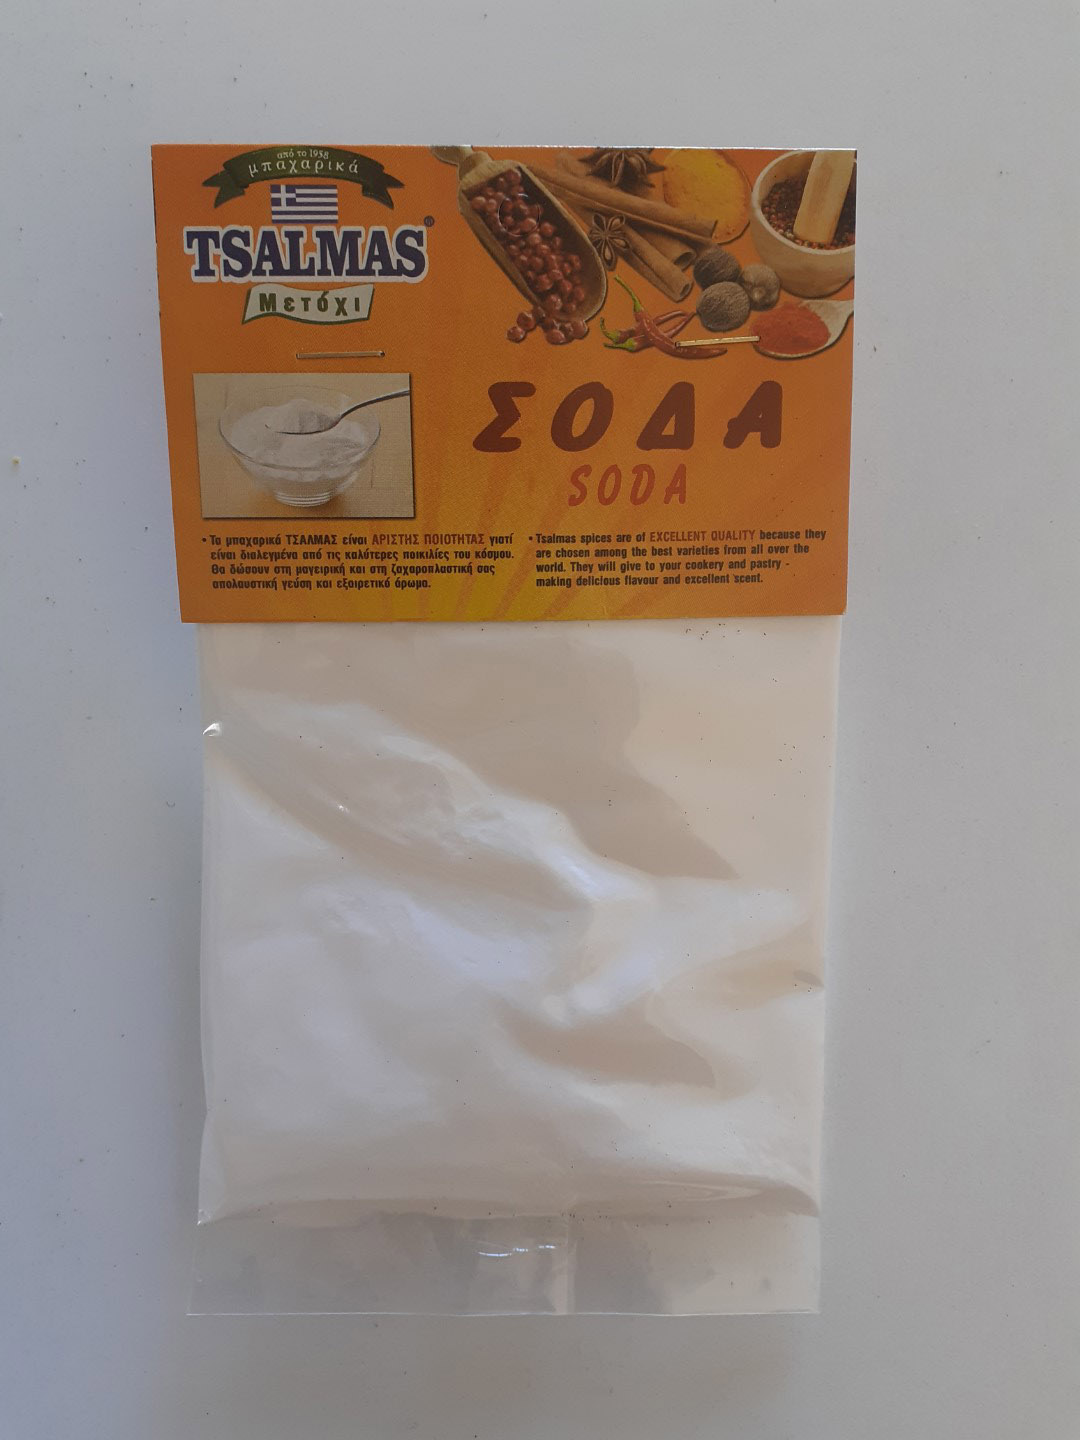 από το 1958
μπαχαρικά
TSALMAS®
Μετόχι
ΣΟΔΑ
SODA
• Τα μπαχαρικά ΤΣΑΛΜΑΣ είναι ΑΡΙΣΤΗΣ ΠΟΙΟΤΗΤΑΣ γιατί
είναι διαλεγμένα από τις καλύτερες ποικιλίες του κόσμου.
Θα δώσουν στη μαγειρική και στη ζαχαροπλαστική σας
απολαυστική γεύση και εξαιρετικό άρωμα.
• Tsalmas spices are of EXCELLENT QUALITY because they
are chosen among the best varieties from all over the
world. They will give to your cookery and pastry -
making delicious flavour and excellent scent.